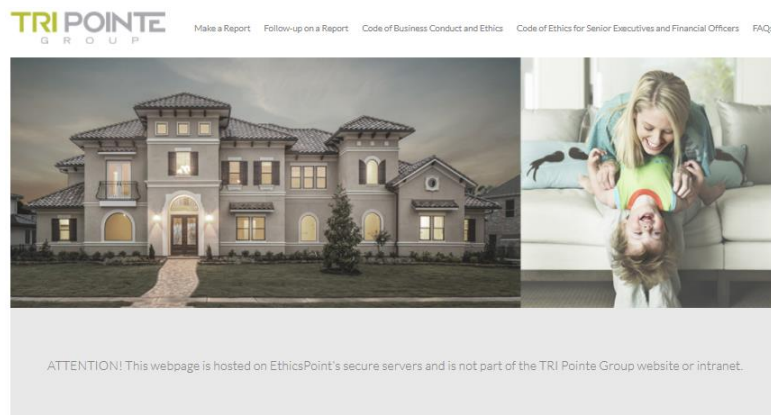 TRI POINTE
GROUP
Make a Report Follow-up on a Report Code of Business Conduct and Ethics Code of Ethics for Senior Executives and Financial Officers FAQs
ATTENTION! This webpage is hosted on EthicsPoint's secure servers and is not part of the TRI Pointe Group website or intranet.